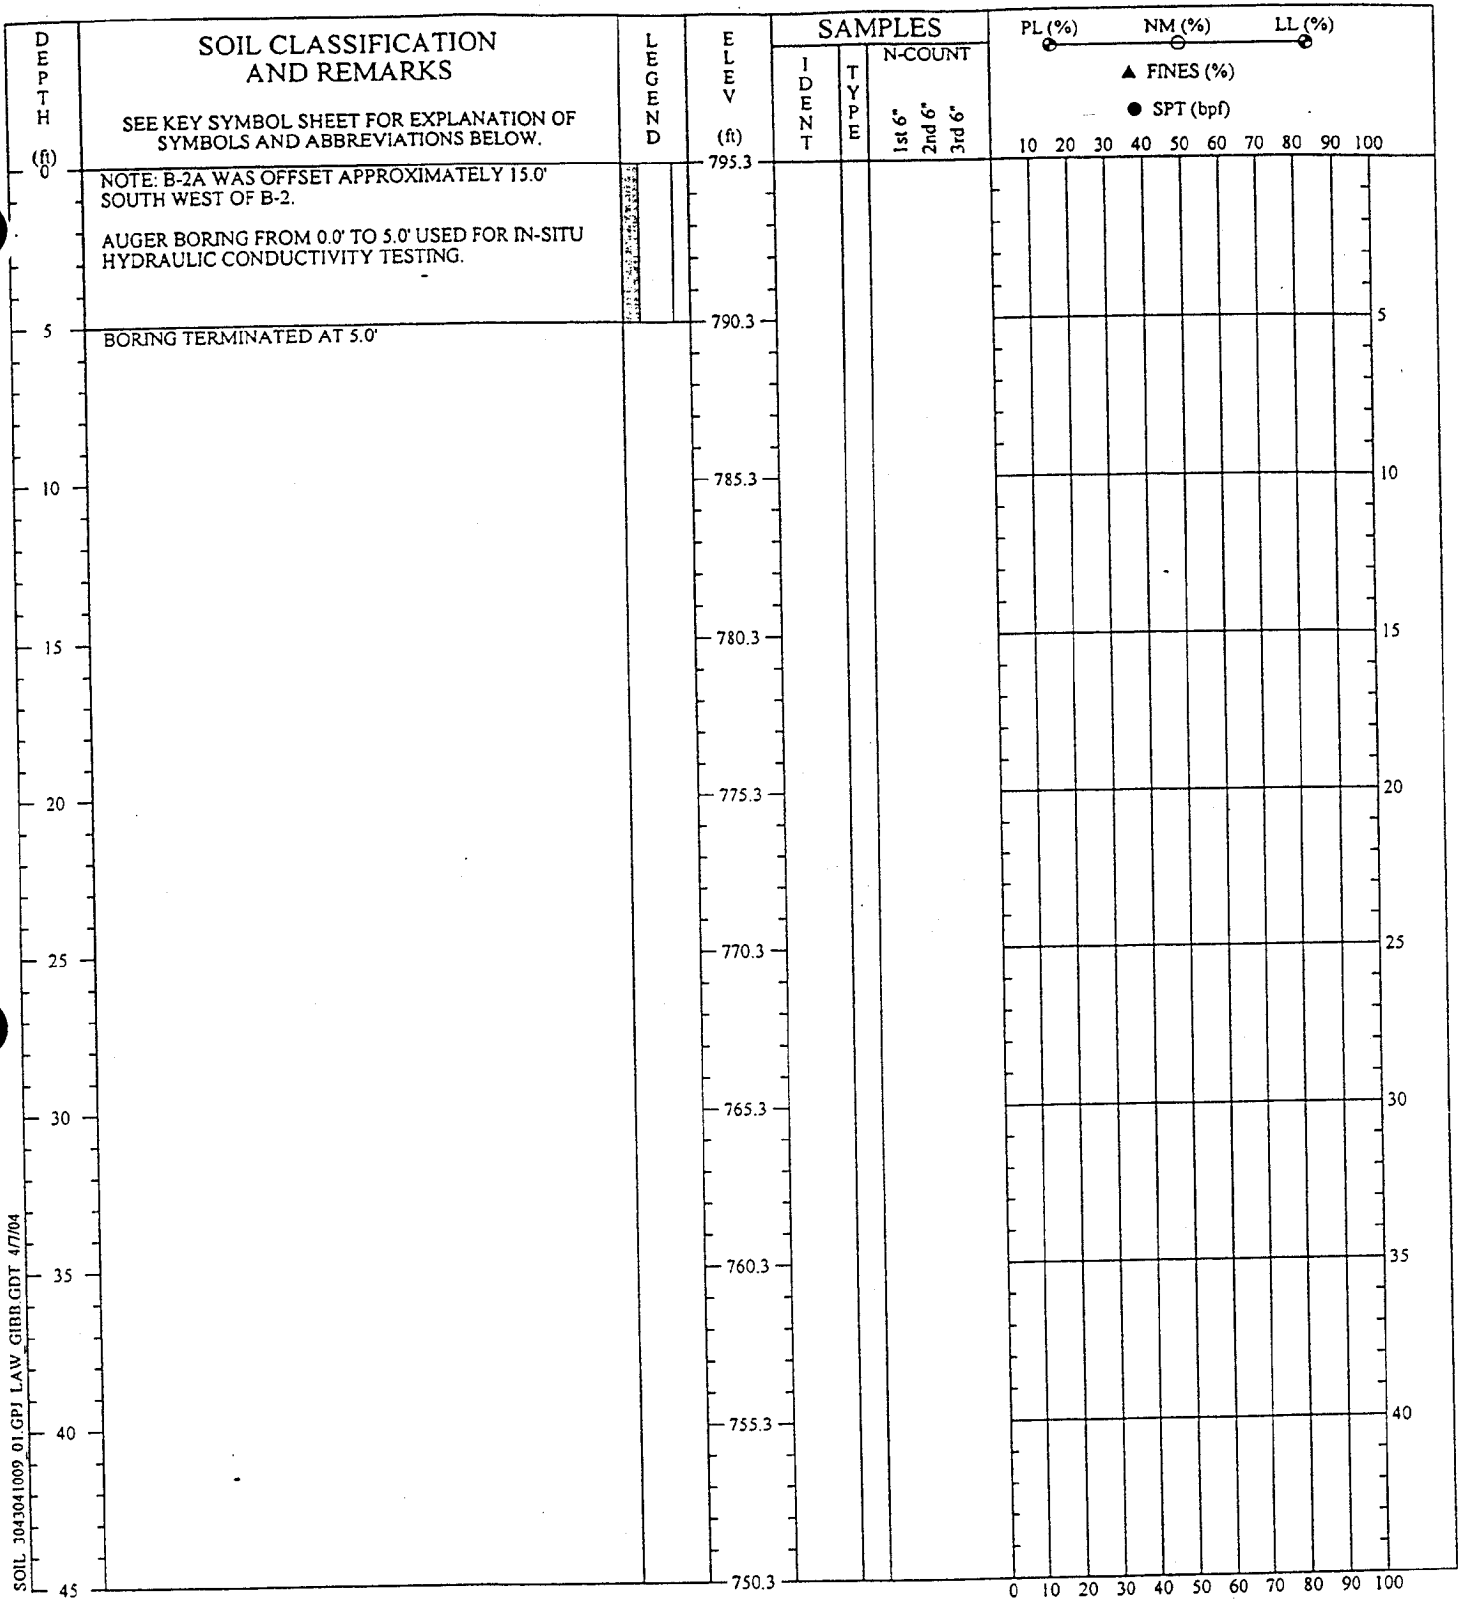 DEPTH
(ft)
SOIL CLASSIFICATION
AND REMARKS
SEE KEY SYMBOL SHEET FOR EXPLANATION OF
SYMBOLS AND ABBREVIATIONS BELOW.
LEGEND
ELEV
(ft)
SAMPLES
IDENT
TYPE
N-COUNT
1st 6"
2nd 6"
3rd 6"
PL (%) NM (%) LL (%)
▲ FINES (%)
● SPT (bpf)
10 20 30 40 50 60 70 80 90 100
0
795.3
NOTE: B-2A WAS OFFSET APPROXIMATELY 15.0'
SOUTH WEST OF B-2.
AUGER BORING FROM 0.0' TO 5.0' USED FOR IN-SITU
HYDRAULIC CONDUCTIVITY TESTING.
5 790.3 5
BORING TERMINATED AT 5.0'
10 785.3 10
15 780.3 15
20 775.3 20
25 770.3 25
30 765.3 30
35 760.3 35
40 755.3 40
45 750.3
0 10 20 30 40 50 60 70 80 90 100
SOIL 3043041009_01.GPJ LAW_GIBB.GDT 4/7/04